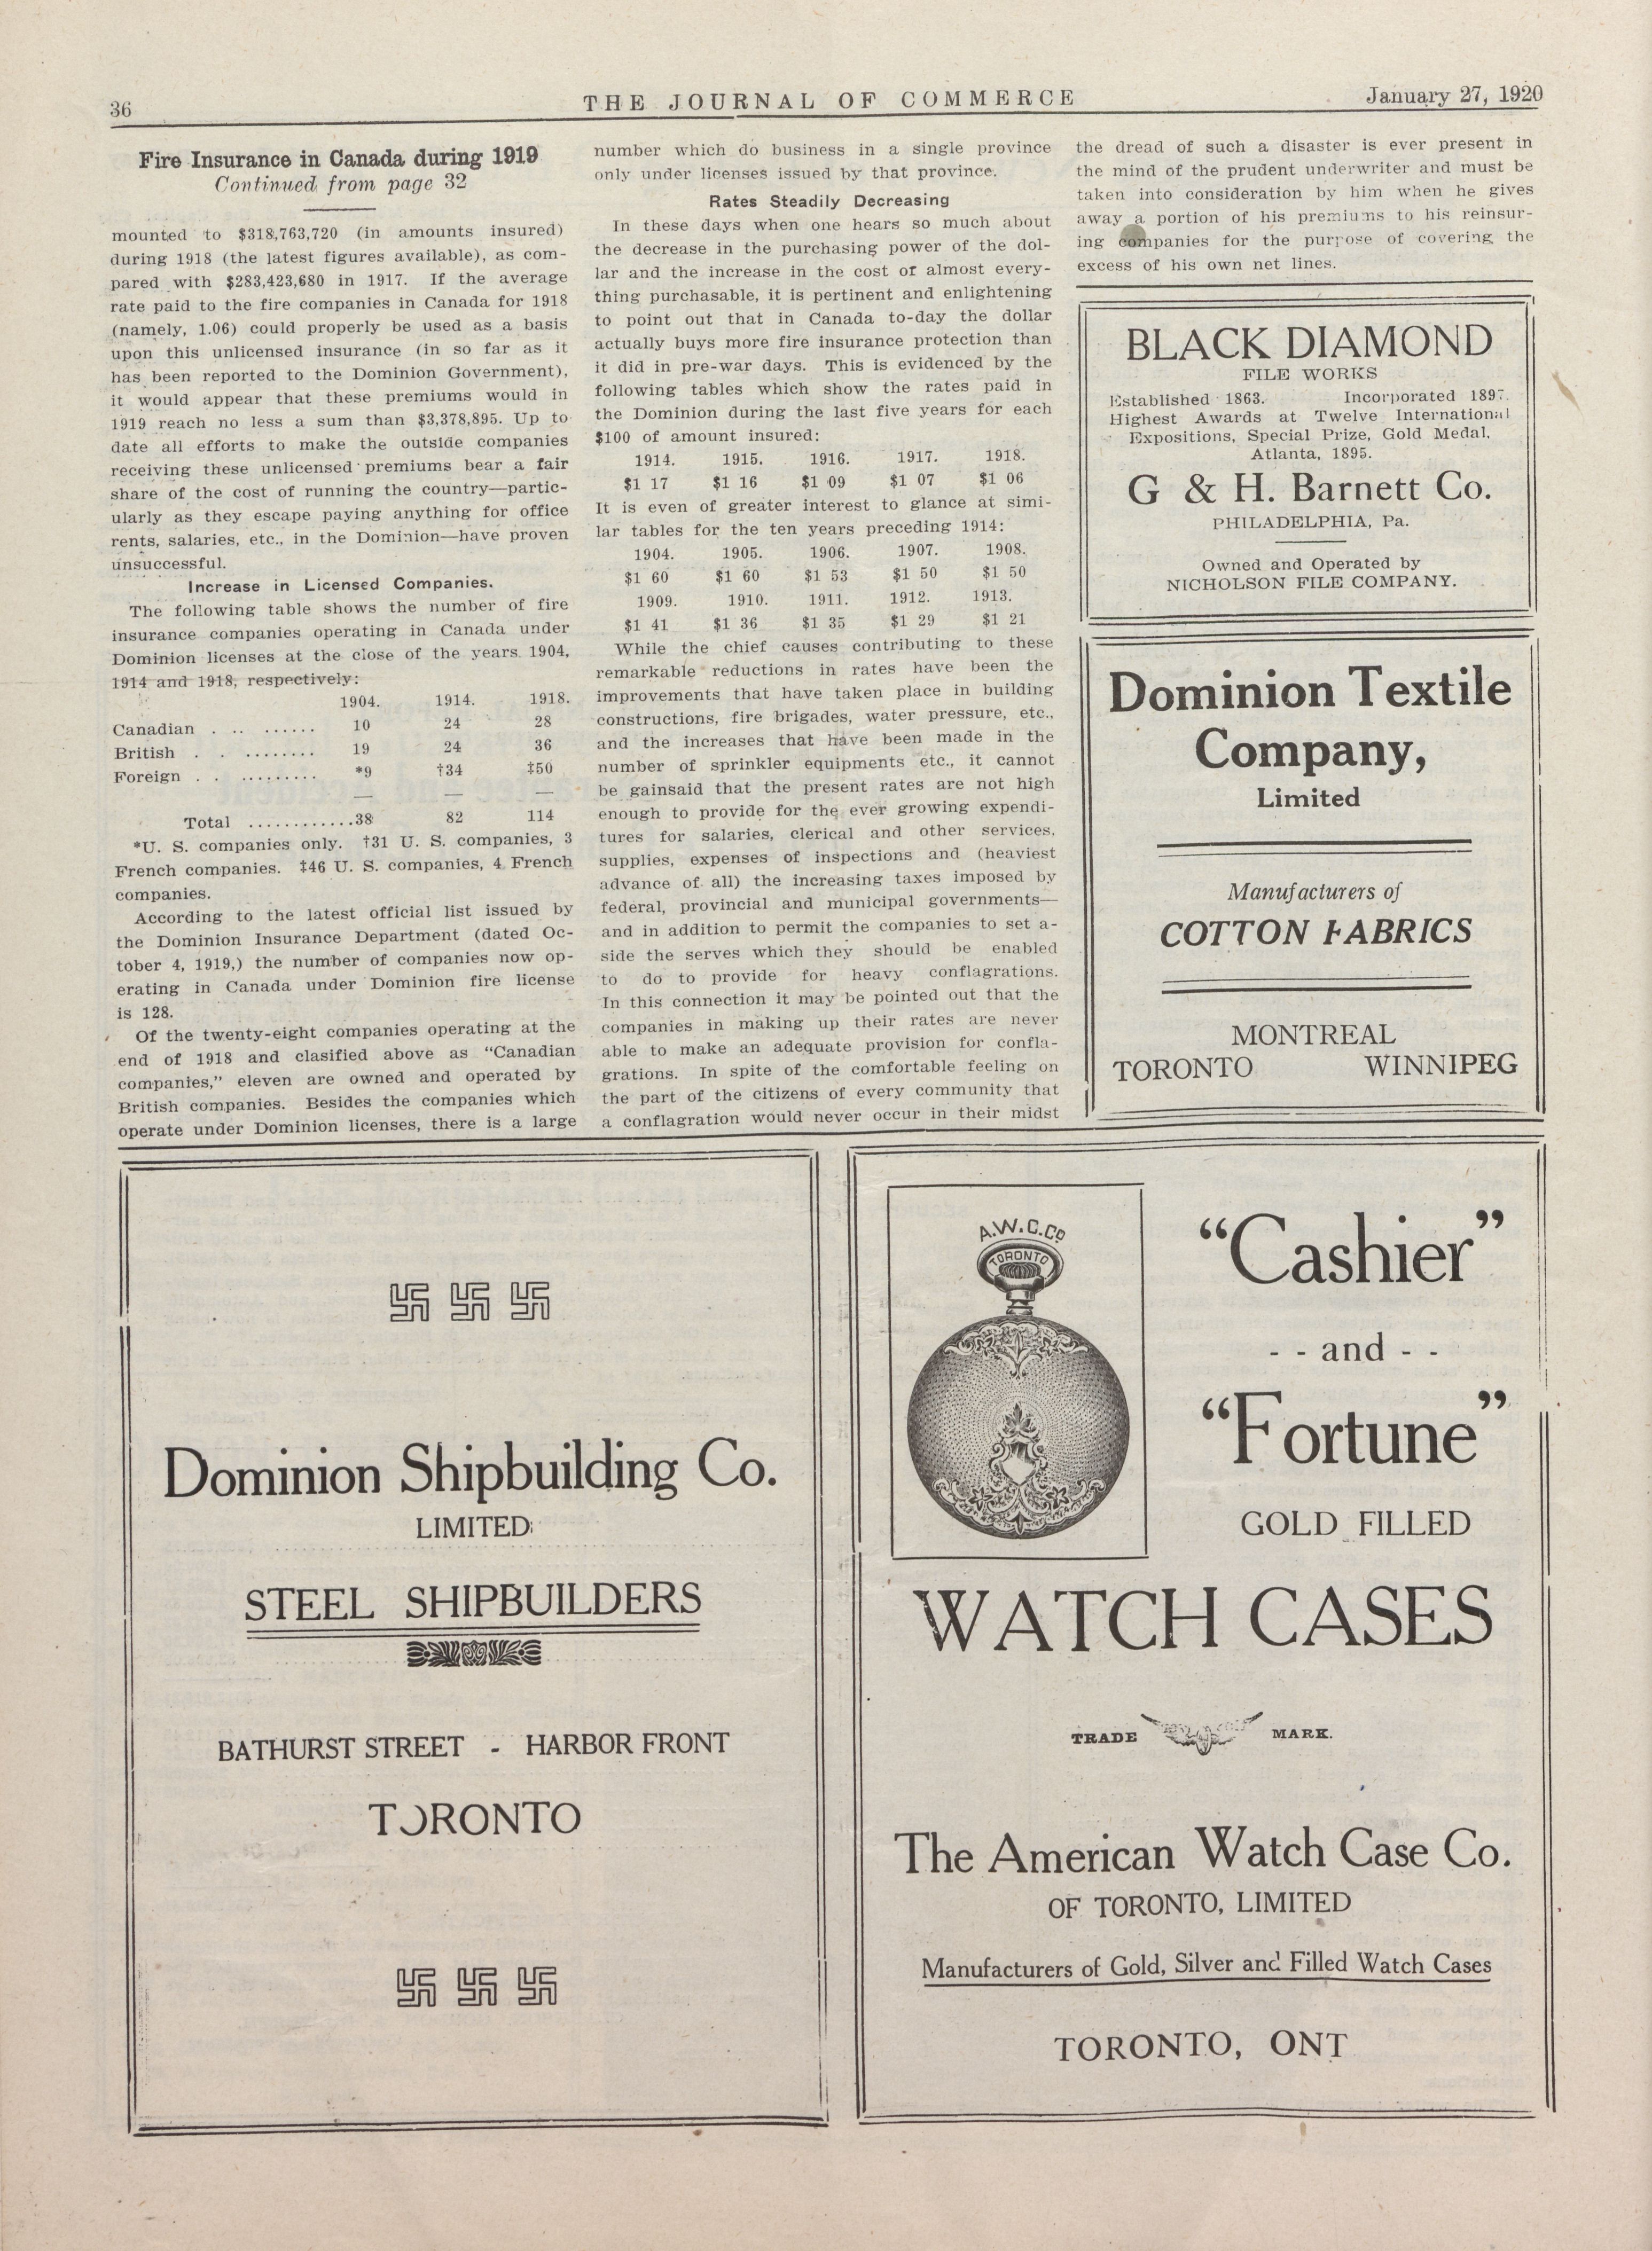 36
THE JOURNAL OF COMMERCE
January 27, 1920
Fire Insurance in Canada during 1919
Continued from page 32
mounted to $318,763,720 (in amounts insured)
during 1918 (the latest figures available), as com-
pared with $283,423,680 in 1917. If the average
rate paid to the fire companies in Canada for 1918
(namely, 1.06) could properly be used as a basis
upon this unlicensed insurance (in so far as it
has been reported to the Dominion Government),
it would appear that these premiums would in
1919 reach no less a sum than $3,378,895. Up to
date all efforts to make the outside companies
receiving these unlicensed premiums bear a fair
share of the cost of running the country—partic-
ularly as they escape paying anything for office
rents, salaries, etc., in the Dominion—have proven
unsuccessful.
Increase in Licensed Companies.
The following table shows the number of fire
insurance companies operating in Canada under
Dominion licenses at the close of the years 1904,
1914 and 1918, respectively:
1904. 1914. 1918.
Canadian . .. ...... 10 24 28
British . . ........ 19 24 36
Foreign . . ......... *9 †34 ‡50
— — —
Total ............38 82 114
*U. S. companies only. †31 U. S. companies, 3
French companies. ‡46 U. S. companies, 4 French
companies.
According to the latest official list issued by
the Dominion Insurance Department (dated Oc-
tober 4, 1919,) the number of companies now op-
erating in Canada under Dominion fire license
is 128.
Of the twenty-eight companies operating at the
end of 1918 and clasified above as "Canadian
companies," eleven are owned and operated by
British companies. Besides the companies which
operate under Dominion licenses, there is a large
number which do business in a single province
only under licenses issued by that province.
Rates Steadily Decreasing
In these days when one hears so much about
the decrease in the purchasing power of the dol-
lar and the increase in the cost of almost every-
thing purchasable, it is pertinent and enlightening
to point out that in Canada to-day the dollar
actually buys more fire insurance protection than
it did in pre-war days. This is evidenced by the
following tables which show the rates paid in
the Dominion during the last five years for each
$100 of amount insured:
1914. 1915. 1916. 1917. 1918.
$1 17 $1 16 $1 09 $1 07 $1 06
It is even of greater interest to glance at simi-
lar tables for the ten years preceding 1914:
1904. 1905. 1906. 1907. 1908.
$1 60 $1 60 $1 53 $1 50 $1 50
1909. 1910. 1911. 1912. 1913.
$1 41 $1 36 $1 35 $1 29 $1 21
While the chief causes contributing to these
remarkable reductions in rates have been the
improvements that have taken place in building
constructions, fire brigades, water pressure, etc.,
and the increases that have been made in the
number of sprinkler equipments etc., it cannot
be gainsaid that the present rates are not high
enough to provide for the ever growing expendi-
tures for salaries, clerical and other services,
supplies, expenses of inspections and (heaviest
advance of all) the increasing taxes imposed by
federal, provincial and municipal governments—
and in addition to permit the companies to set a-
side the serves which they should be enabled
to do to provide for heavy conflagrations.
In this connection it may be pointed out that the
companies in making up their rates are never
able to make an adequate provision for confla-
grations. In spite of the comfortable feeling on
the part of the citizens of every community that
a conflagration would never occur in their midst
the dread of such a disaster is ever present in
the mind of the prudent underwriter and must be
taken into consideration by him when he gives
away a portion of his premiums to his reinsur-
ing companies for the purpose of covering the
excess of his own net lines.
BLACK DIAMOND
FILE WORKS
Established 1863. Incorporated 1897.
Highest Awards at Twelve International
Expositions, Special Prize, Gold Medal,
Atlanta, 1895.
G & H. Barnett Co.
PHILADELPHIA, Pa.
Owned and Operated by
NICHOLSON FILE COMPANY.
Dominion Textile
Company,
Limited
Manufacturers of
COTTON FABRICS
MONTREAL
TORONTO WINNIPEG
Dominion Shipbuilding Co.
LIMITED
STEEL SHIPBUILDERS
BATHURST STREET - HARBOR FRONT
TORONTO
A.W.C.Co
TORONTO
"Cashier"
- - and - -
"Fortune"
GOLD FILLED
WATCH CASES
TRADE MARK.
The American Watch Case Co.
OF TORONTO, LIMITED
Manufacturers of Gold, Silver and Filled Watch Cases
TORONTO, ONT